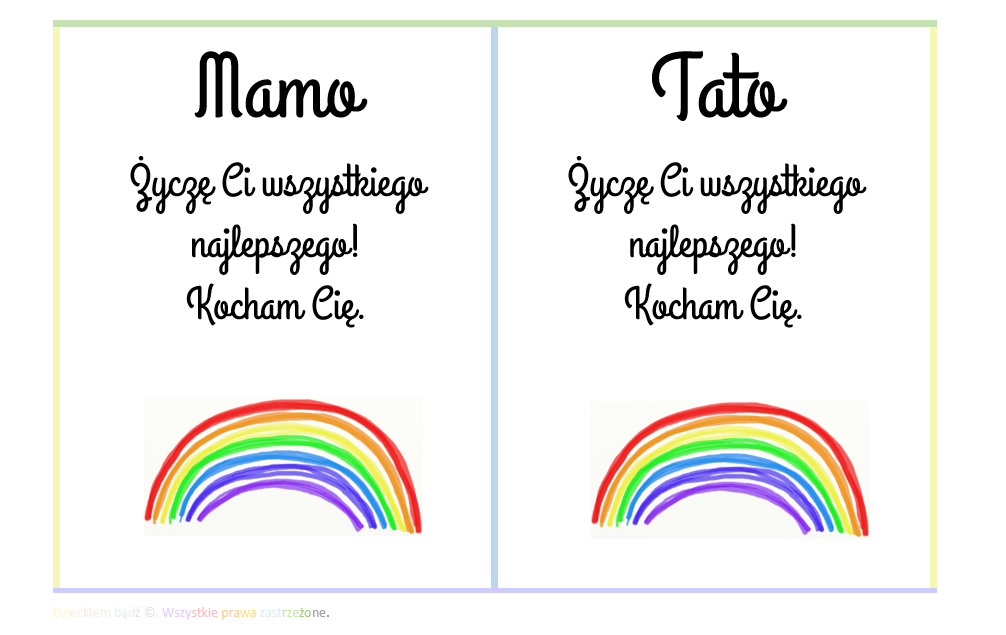 Mamo
Życzę Ci wszystkiego
najlepszego!
Kocham Cię.
Tato
Życzę Ci wszystkiego
najlepszego!
Kocham Cię.
Dzieckiem bądź ©. Wszystkie prawa zastrzeżone.